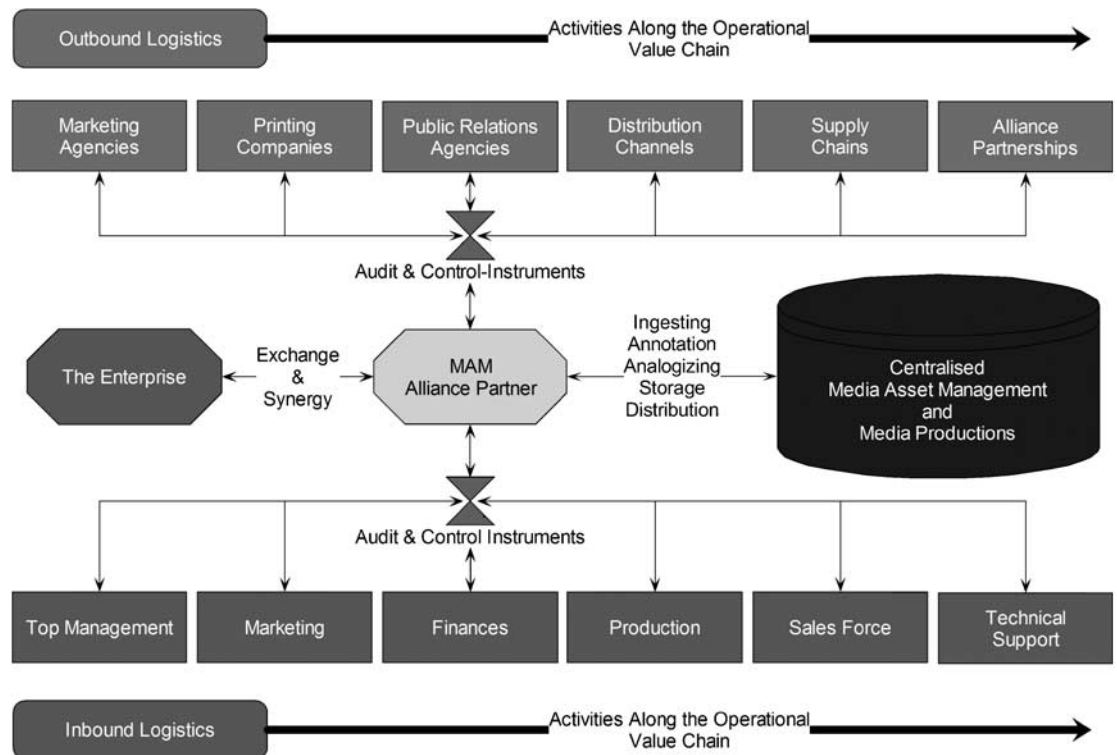 Outbound Logistics
Activities Along the Operational
Value Chain
Marketing
Agencies
Printing
Companies
Public Relations
Agencies
Distribution
Channels
Supply
Chains
Alliance
Partnerships
Audit & Control-Instruments
The Enterprise
Exchange
&
Synergy
MAM
Alliance Partner
Ingesting
Annotation
Analogizing
Storage
Distribution
Centralised
Media Asset Management
and
Media Productions
Audit & Control Instruments
Top Management
Marketing
Finances
Production
Sales Force
Technical
Support
Inbound Logistics
Activities Along the Operational
Value Chain